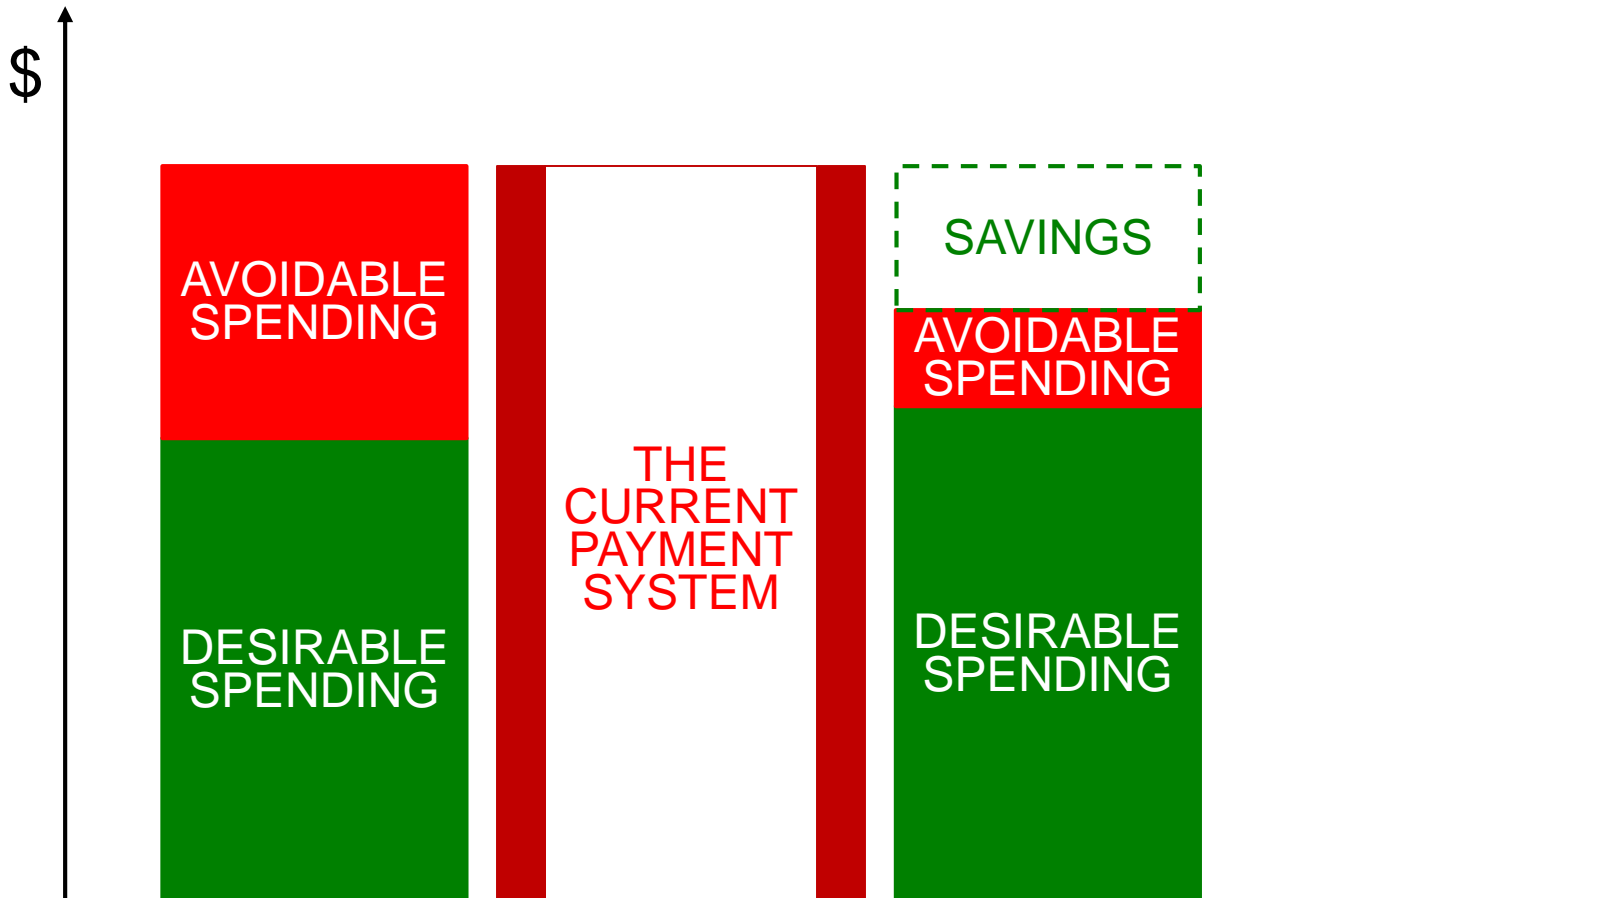 $
AVOIDABLE
SPENDING
DESIRABLE
SPENDING
THE
CURRENT
PAYMENT
SYSTEM
SAVINGS
AVOIDABLE
SPENDING
DESIRABLE
SPENDING